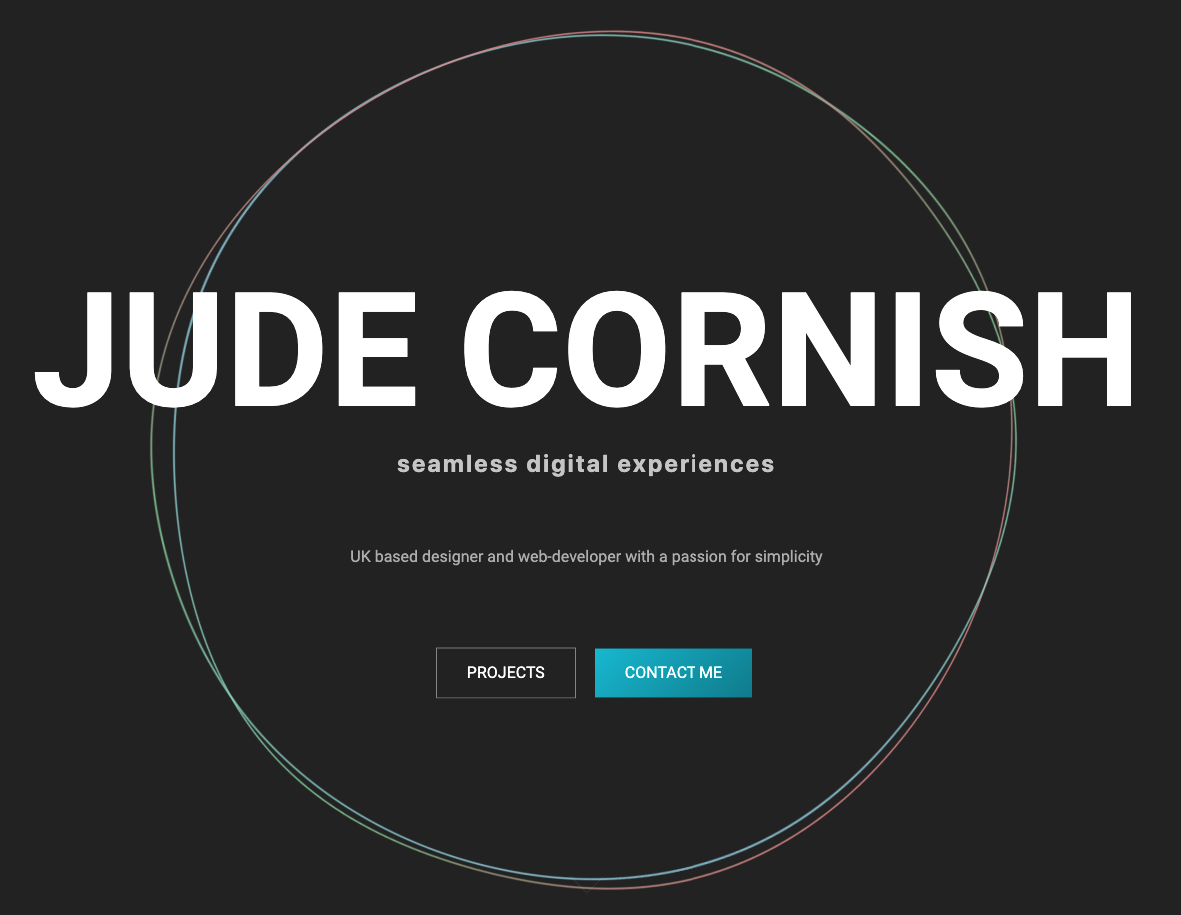 JUDE CORNISH
seamless digital experiences
UK based designer and web-developer with a passion for simplicity
PROJECTS CONTACT ME